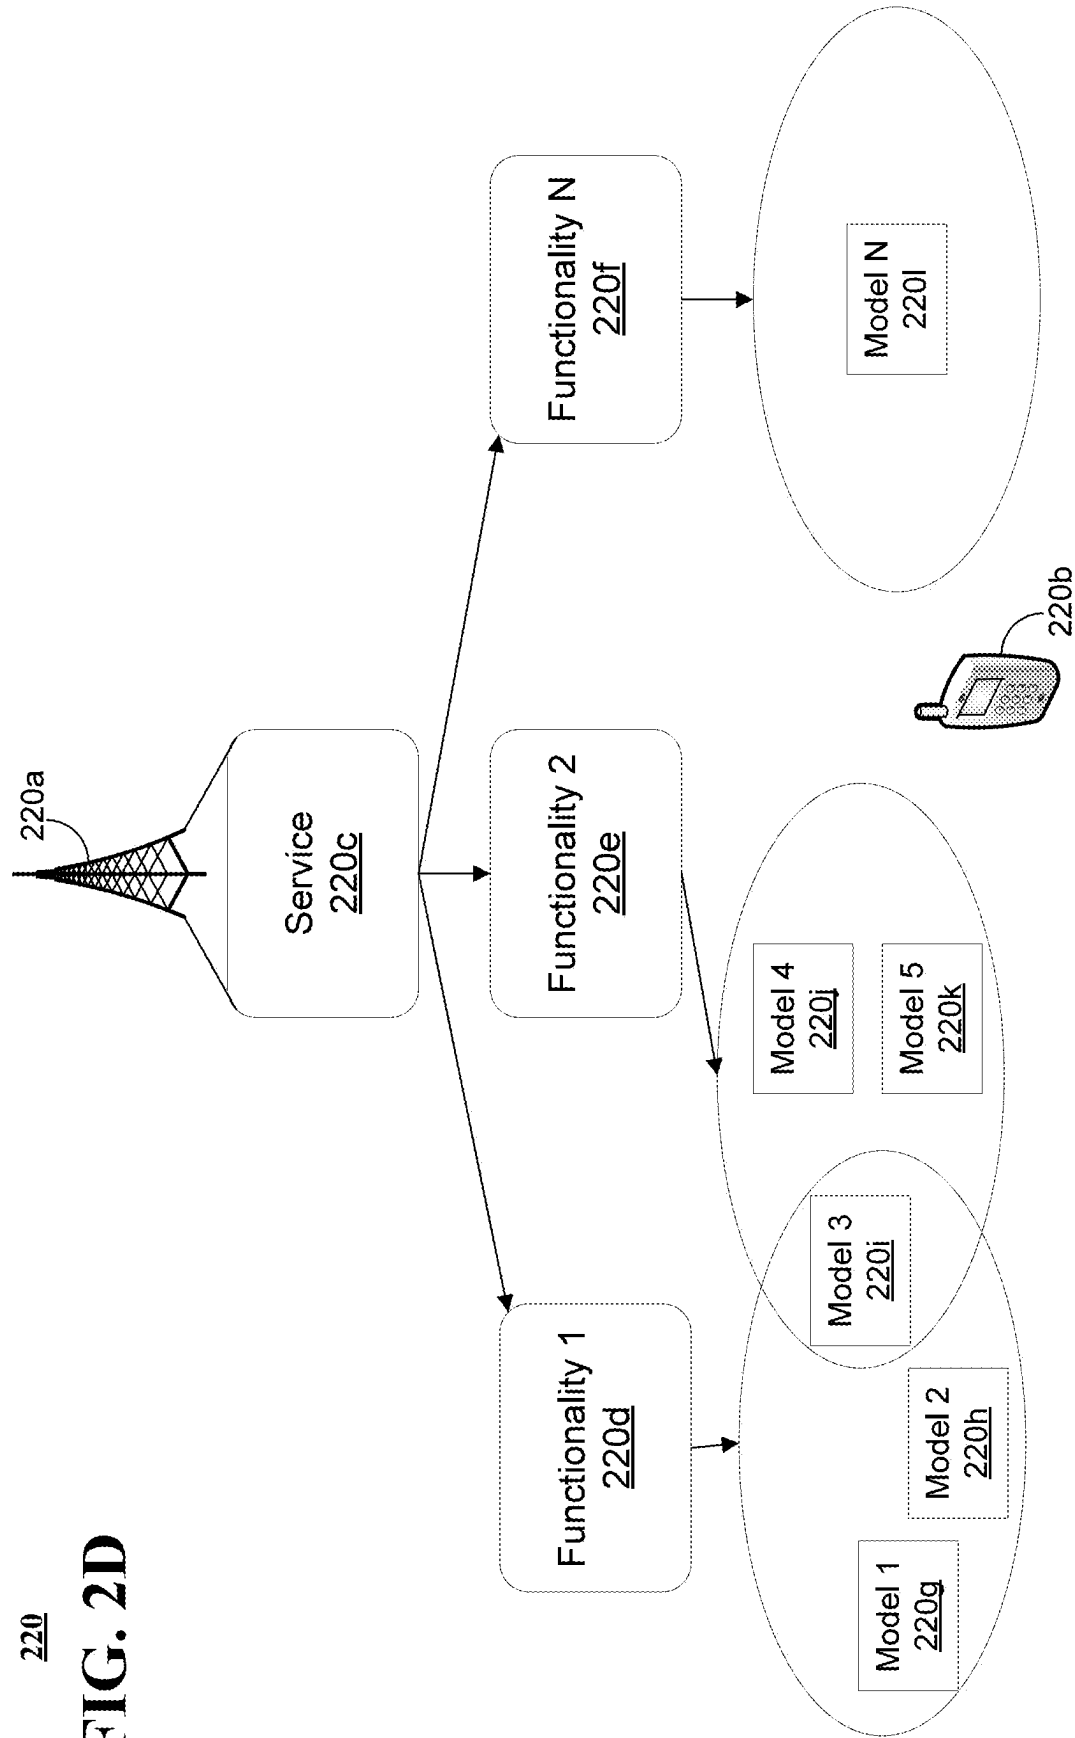 220
FIG. 2D
220a
Service
220c
Functionality 1
220d
Functionality 2
220e
Functionality N
220f
Model 1
220g
Model 2
220h
Model 3
220i
Model 4
220j
Model 5
220k
Model N
220l
220b